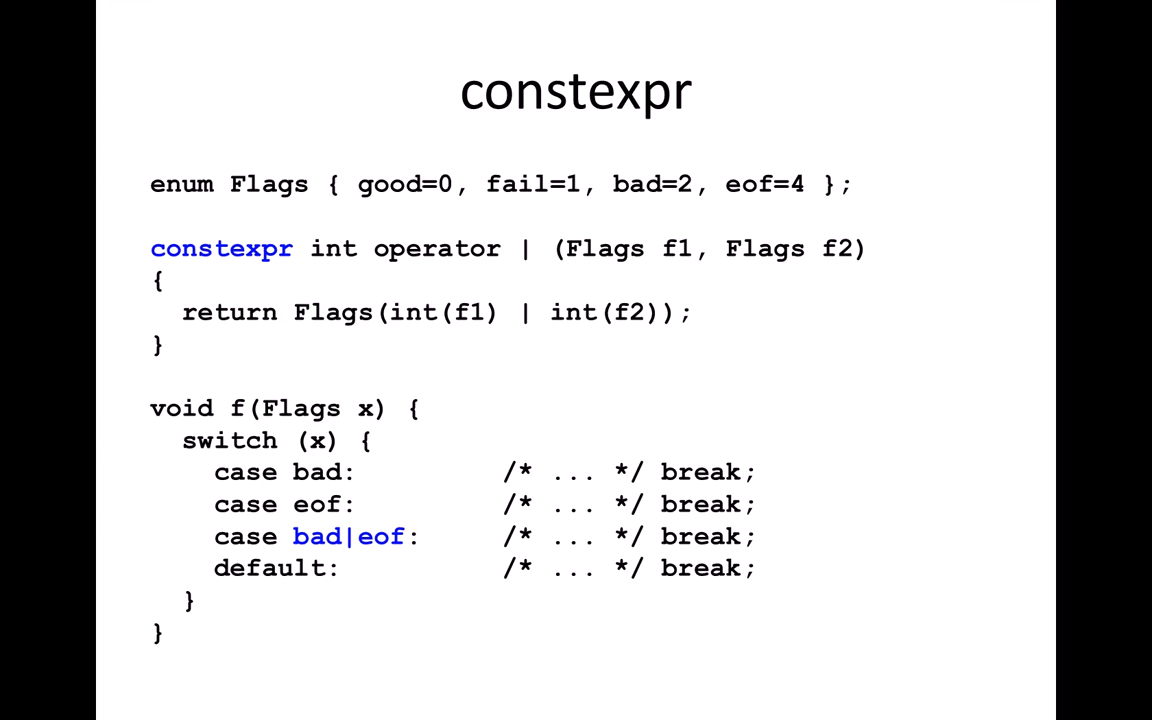 constexpr
enum Flags { good=0, fail=1, bad=2, eof=4 };
constexpr int operator | (Flags f1, Flags f2)
{
  return Flags(int(f1) | int(f2));
}
void f(Flags x) {
  switch (x) {
    case bad:         /* ... */ break;
    case eof:         /* ... */ break;
    case bad|eof:     /* ... */ break;
    default:          /* ... */ break;
  }
}